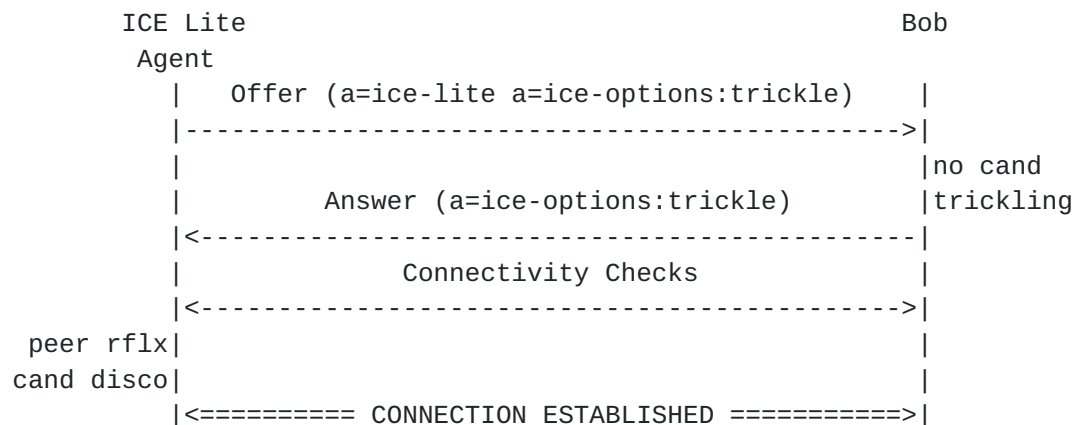 ICE Lite                                          Bob
 Agent
   |   Offer (a=ice-lite a=ice-options:trickle)    |
   |---------------------------------------------->|
   |                                               |no cand
   |         Answer (a=ice-options:trickle)        |trickling
   |<----------------------------------------------|
   |              Connectivity Checks              |
   |<--------------------------------------------->|
peer rflx|                                               |
cand disco|                                               |
   |<========== CONNECTION ESTABLISHED ===========>|